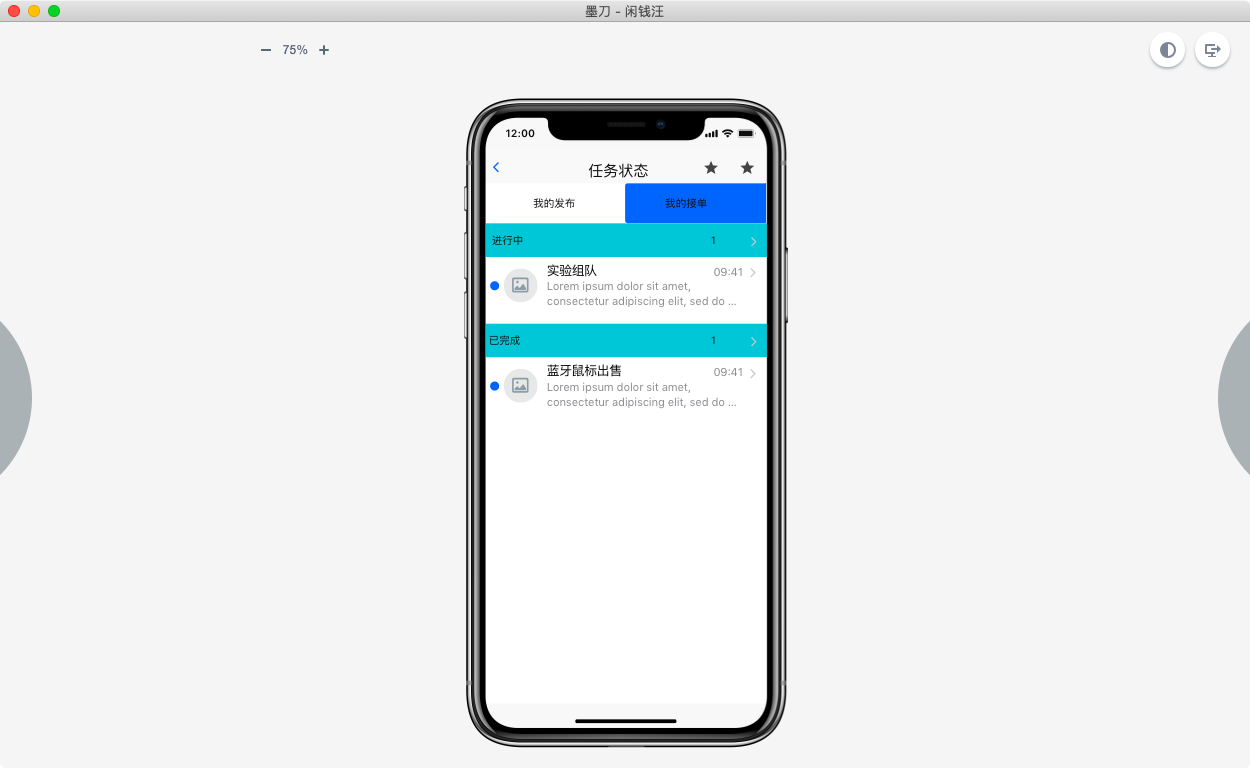 墨刀 - 闲钱汪
75%
12:00
任务状态
我的发布
我的接单
进行中 1
实验组队 09:41
Lorem ipsum dolor sit amet,
consectetur adipiscing elit, sed do ...
已完成 1
蓝牙鼠标出售 09:41
Lorem ipsum dolor sit amet,
consectetur adipiscing elit, sed do ...